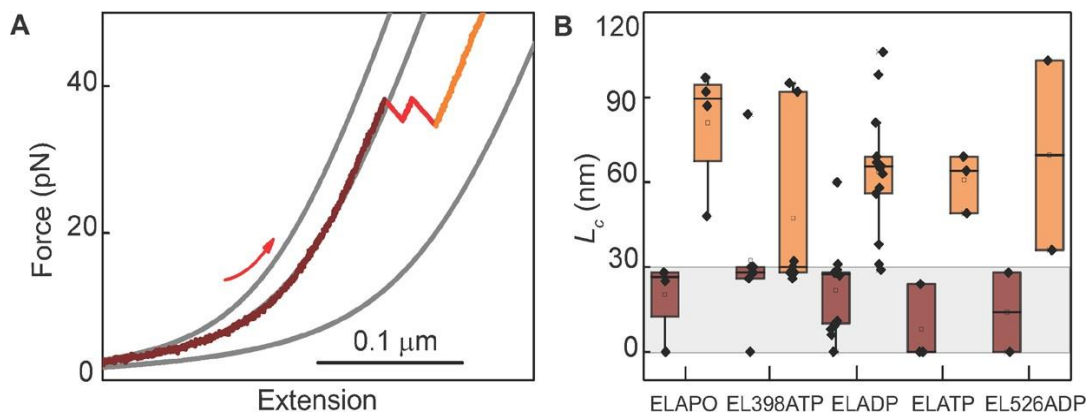 A
Force (pN)
40
20
0
0.1 μm
Extension
B
L_c (nm)
120
90
60
30
0
ELAPO EL398ATP ELADP ELATP EL526ADP